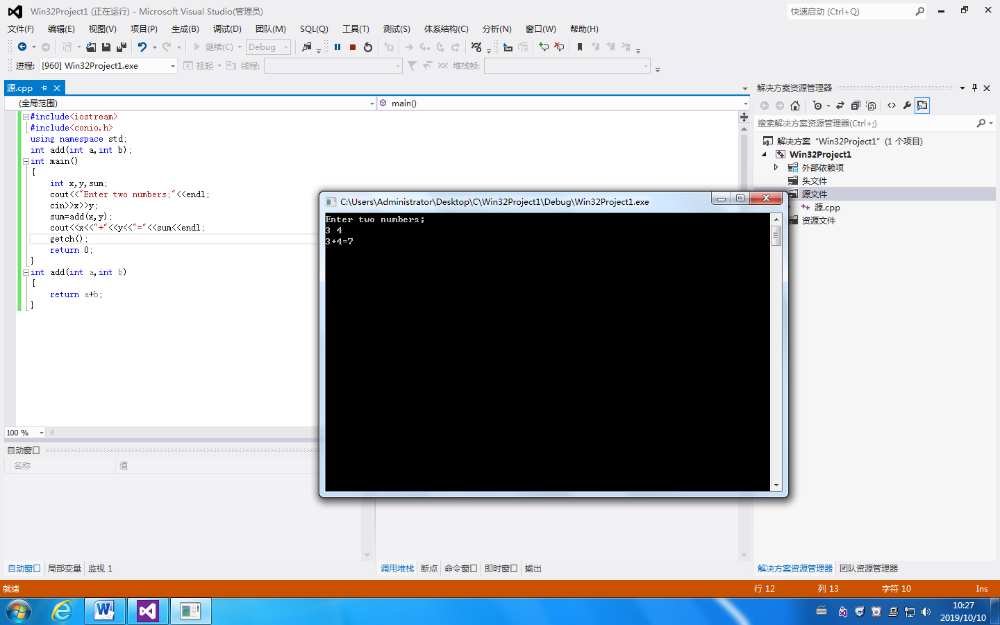 Win32Project1 (正在运行) - Microsoft Visual Studio(管理员)
快速启动 (Ctrl+Q)
文件(F) 编辑(E) 视图(V) 项目(P) 生成(B) 调试(D) 团队(M) SQL(Q) 工具(T) 测试(S) 体系结构(C) 分析(N) 窗口(W) 帮助(H)
继续(C) Debug
进程: [960] Win32Project1.exe 挂起 线程: 堆栈帧:
源.cpp
(全局范围) main()
#include<iostream>
#include<conio.h>
using namespace std;
int add(int a,int b);
int main()
{
int x,y,sum;
cout<<"Enter two numbers;"<<endl;
cin>>x>>y;
sum=add(x,y);
cout<<x<<"+"<<y<<"="<<sum<<endl;
getch();
return 0;
}
int add(int a,int b)
{
return a+b;
}
100 %
C:\Users\Administrator\Desktop\C\Win32Project1\Debug\Win32Project1.exe
Enter two numbers;
3 4
3+4=7
解决方案资源管理器
搜索解决方案资源管理器(Ctrl+;)
解决方案 "Win32Project1" (1 个项目)
Win32Project1
外部依赖项
头文件
源文件
源.cpp
资源文件
自动窗口
名称 值
自动窗口 局部变量 监视 1
调用堆栈 断点 命令窗口 即时窗口 输出
解决方案资源管理器 团队资源管理器
就绪 行 12 列 13 字符 10 Ins
10:27
2019/10/10